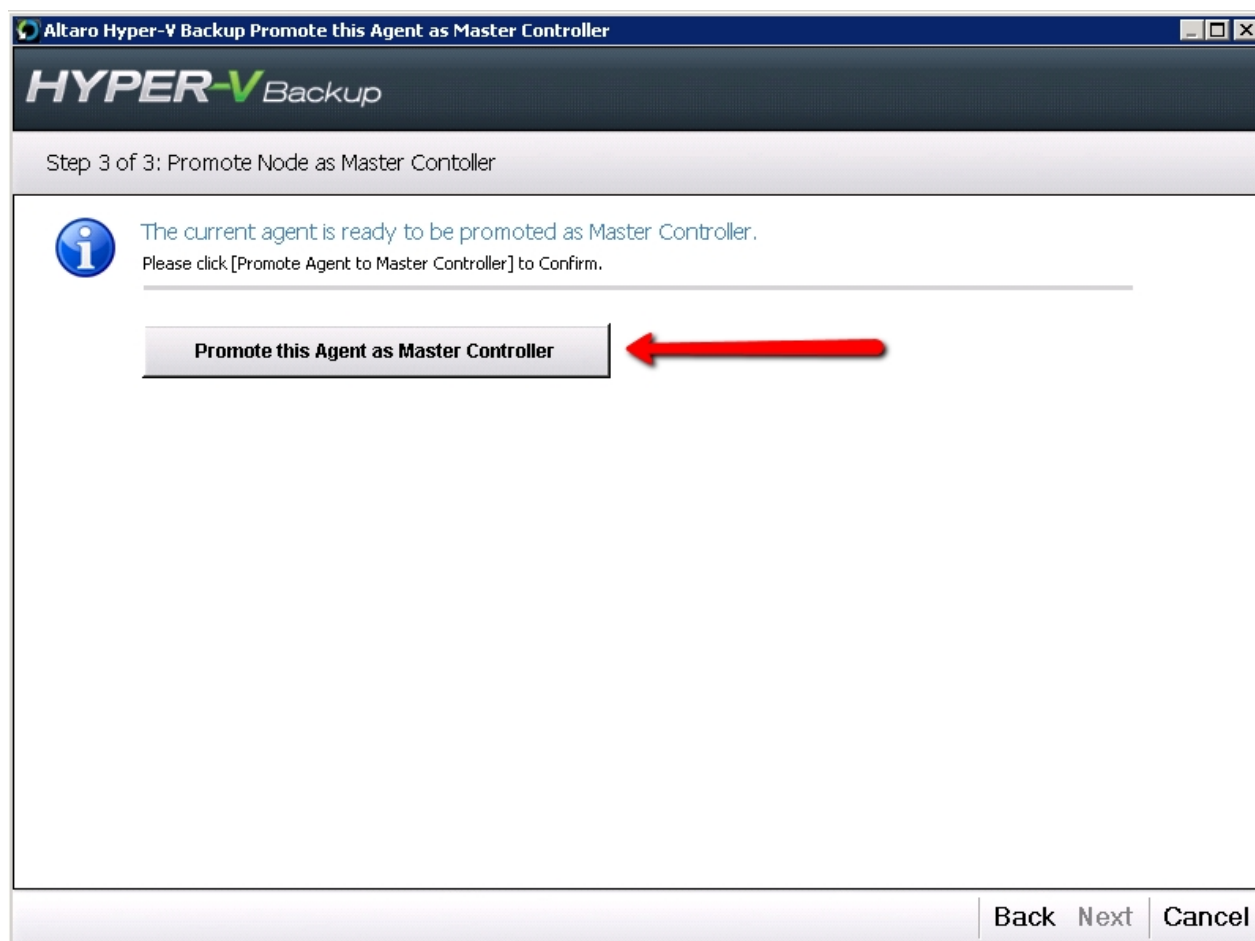 Altaro Hyper-V Backup Promote this Agent as Master Controller
HYPER-V Backup
Step 3 of 3: Promote Node as Master Contoller
The current agent is ready to be promoted as Master Controller.
Please click [Promote Agent to Master Controller] to Confirm.
Promote this Agent as Master Controller
Back Next Cancel